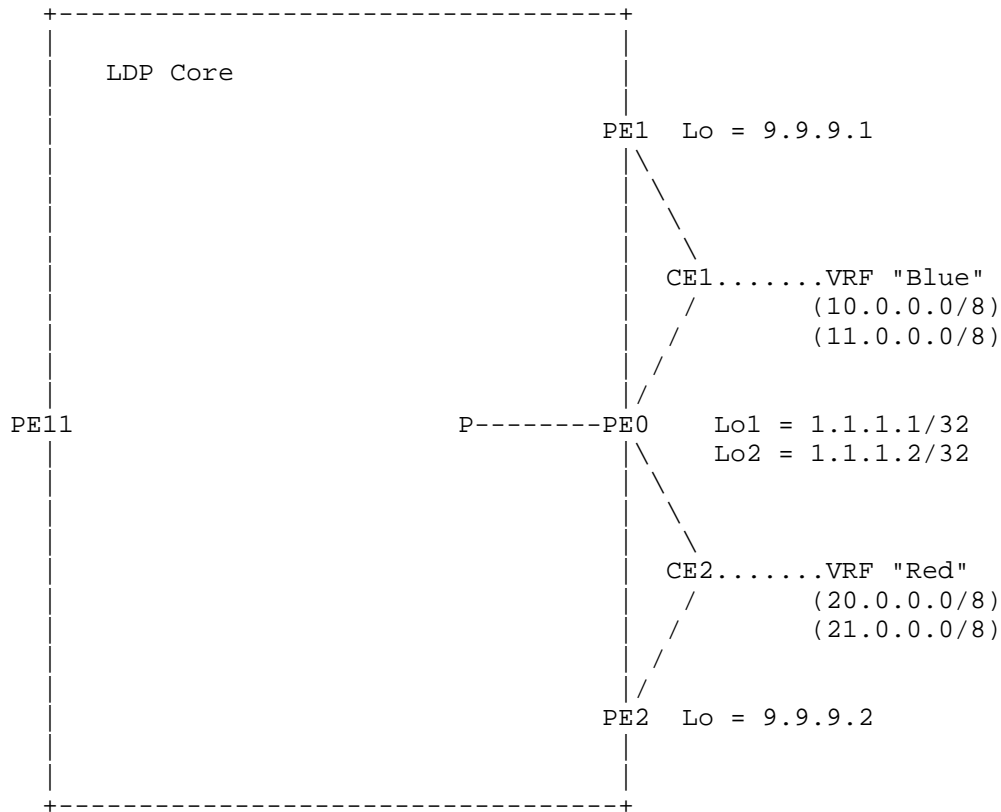 LDP Core
PE1 Lo = 9.9.9.1
CE1.......VRF "Blue"
(10.0.0.0/8)
(11.0.0.0/8)
PE11 P--------PE0 Lo1 = 1.1.1.1/32
Lo2 = 1.1.1.2/32
CE2.......VRF "Red"
(20.0.0.0/8)
(21.0.0.0/8)
PE2 Lo = 9.9.9.2